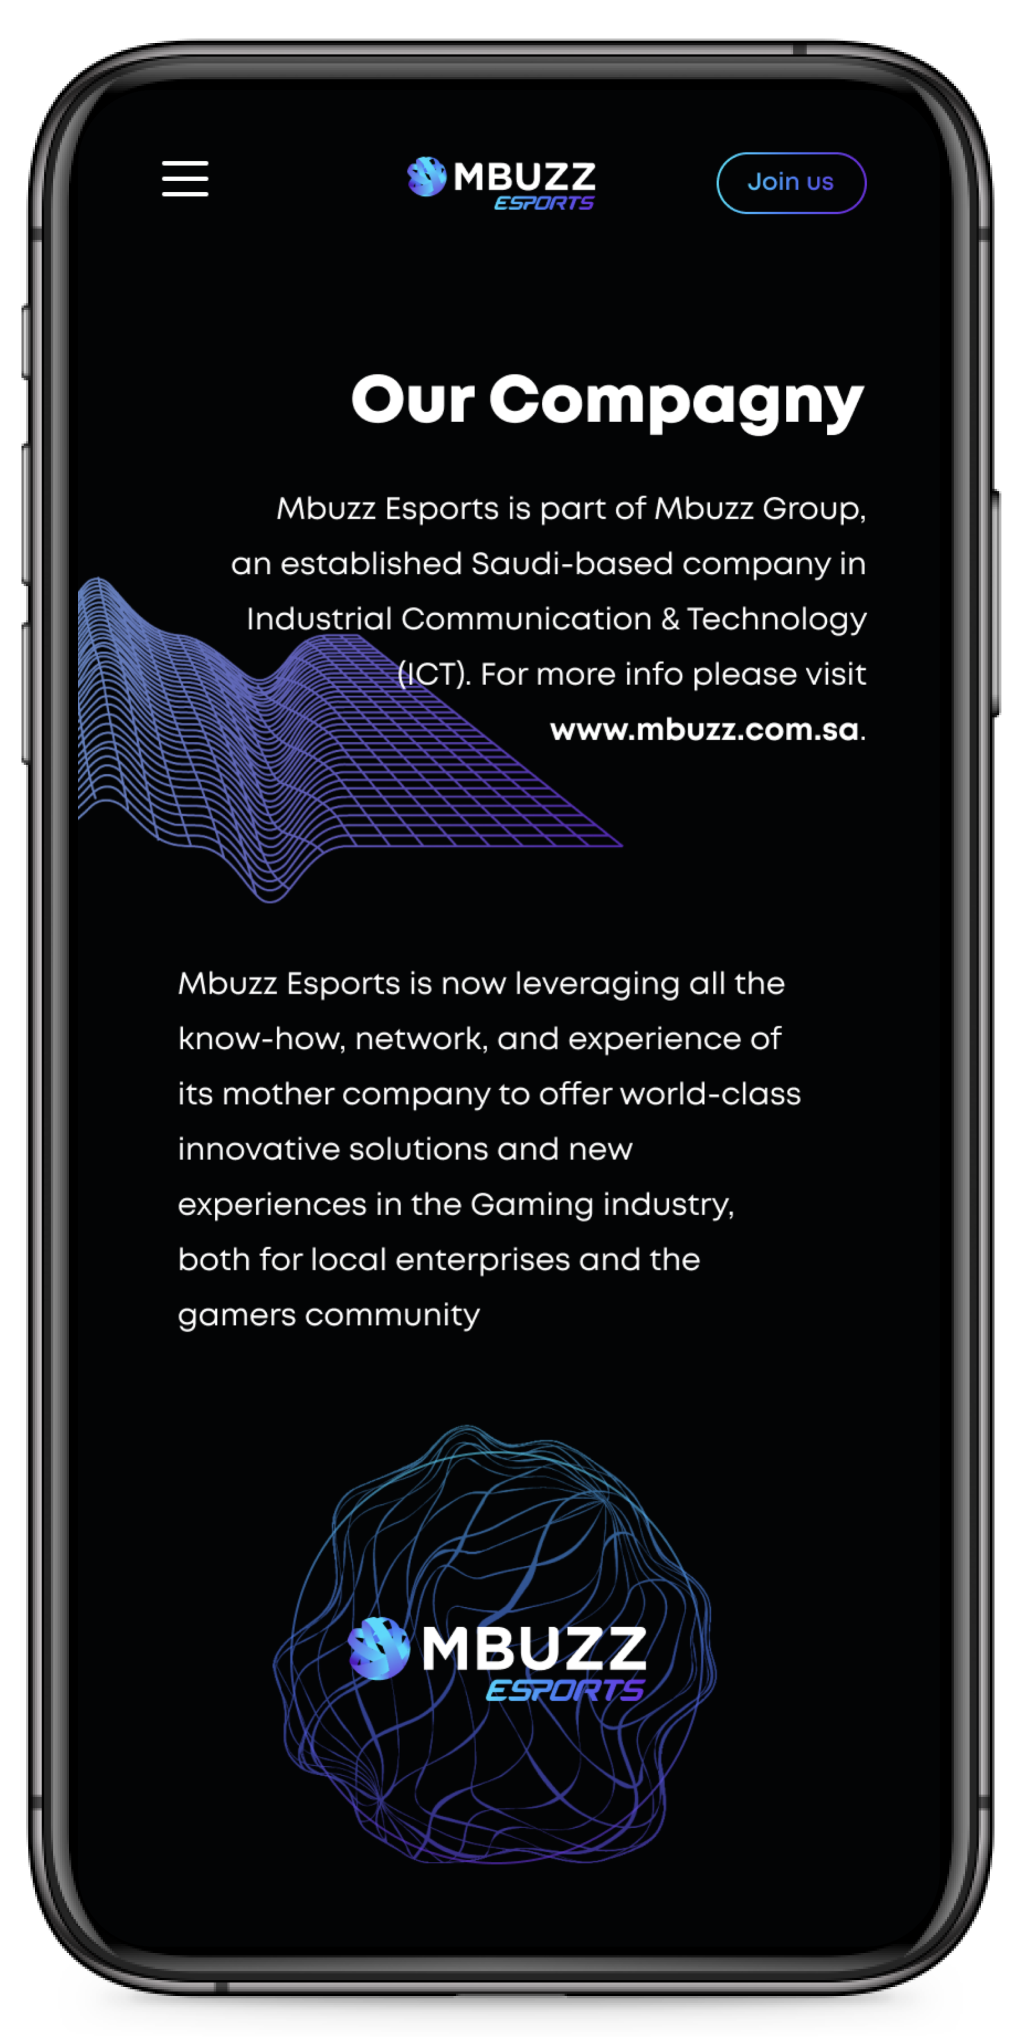 MBUZZ
ESPORTS
Join us
Our Compagny
Mbuzz Esports is part of Mbuzz Group,
an established Saudi-based company in
Industrial Communication & Technology
(ICT). For more info please visit
www.mbuzz.com.sa.
Mbuzz Esports is now leveraging all the
know-how, network, and experience of
its mother company to offer world-class
innovative solutions and new
experiences in the Gaming industry,
both for local enterprises and the
gamers community
MBUZZ
ESPORTS